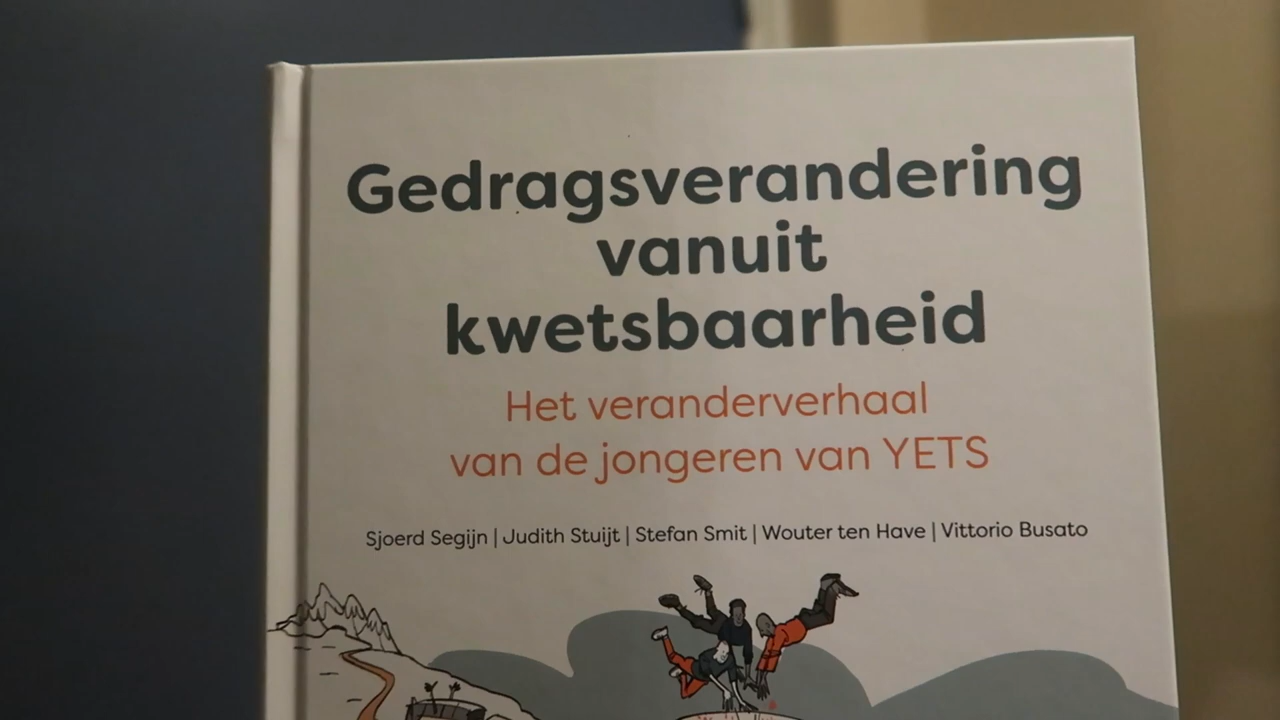 Gedragsverandering
vanuit
kwetsbaarheid
Het veranderverhaal
van de jongeren van YETS
Sjoerd Segijn | Judith Stuijt | Stefan Smit | Wouter ten Have | Vittorio Busato